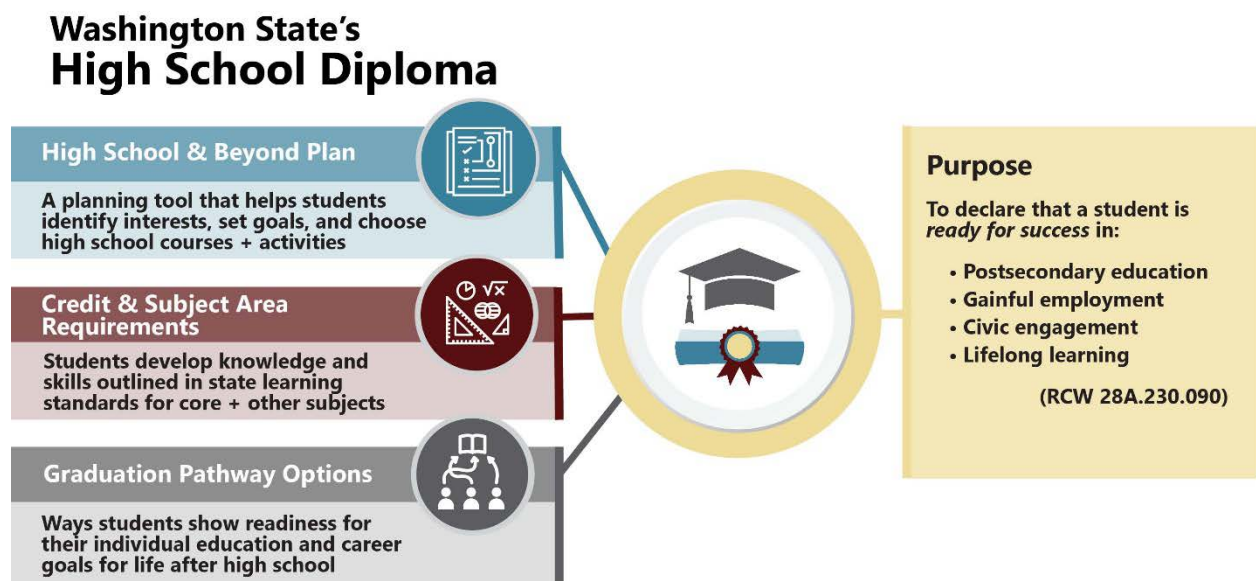 Washington State's
High School Diploma
High School & Beyond Plan
A planning tool that helps students
identify interests, set goals, and choose
high school courses + activities
Credit & Subject Area
Requirements
Students develop knowledge and
skills outlined in state learning
standards for core + other subjects
Graduation Pathway Options
Ways students show readiness for
their individual education and career
goals for life after high school
√x
Purpose
To declare that a student is
ready for success in:
• Postsecondary education
• Gainful employment
• Civic engagement
• Lifelong learning
(RCW 28A.230.090)